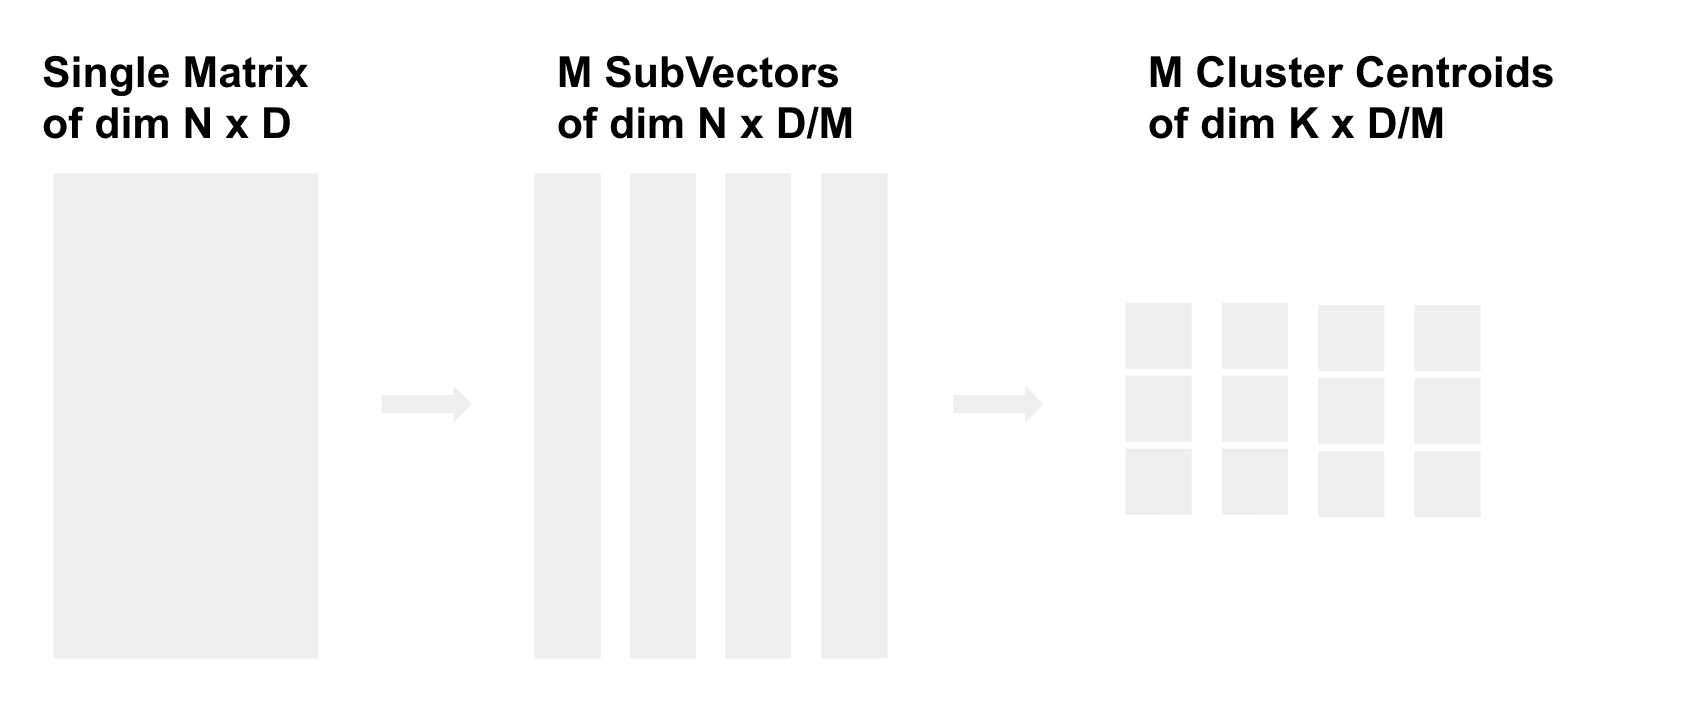 Single Matrix
of dim N x D
M SubVectors
of dim N x D/M
M Cluster Centroids
of dim K x D/M